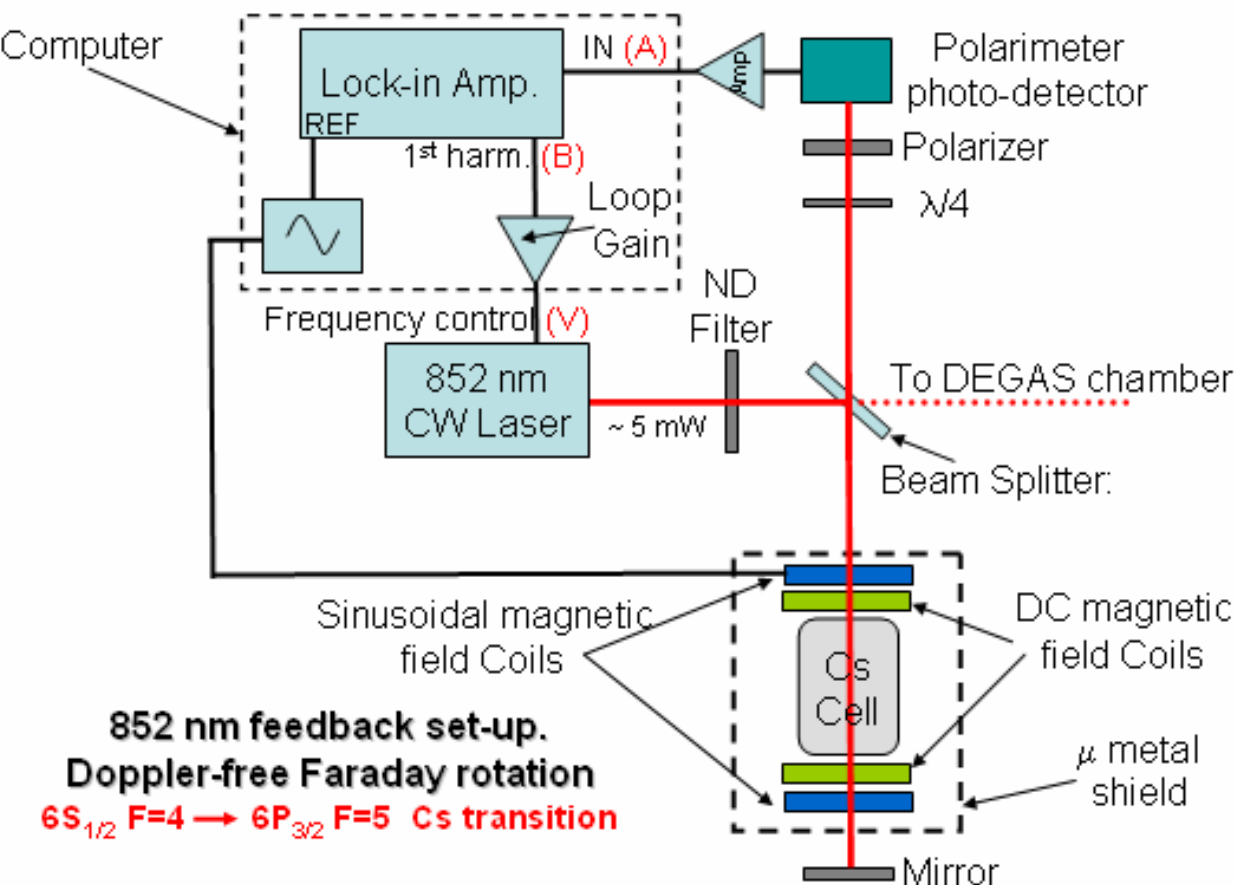 Computer
IN (A)
Amp
Polarimeter
photo-detector
Lock-in Amp.
REF
1st harm. (B)
Polarizer
λ/4
Loop
Gain
ND
Filter
Frequency control (V)
852 nm
CW Laser
~ 5 mW
To DEGAS chamber
Beam Splitter:
Sinusoidal magnetic
field Coils
DC magnetic
field Coils
Cs
Cell
852 nm feedback set-up.
Doppler-free Faraday rotation
6S1/2 F=4 → 6P3/2 F=5 Cs transition
μ metal
shield
Mirror